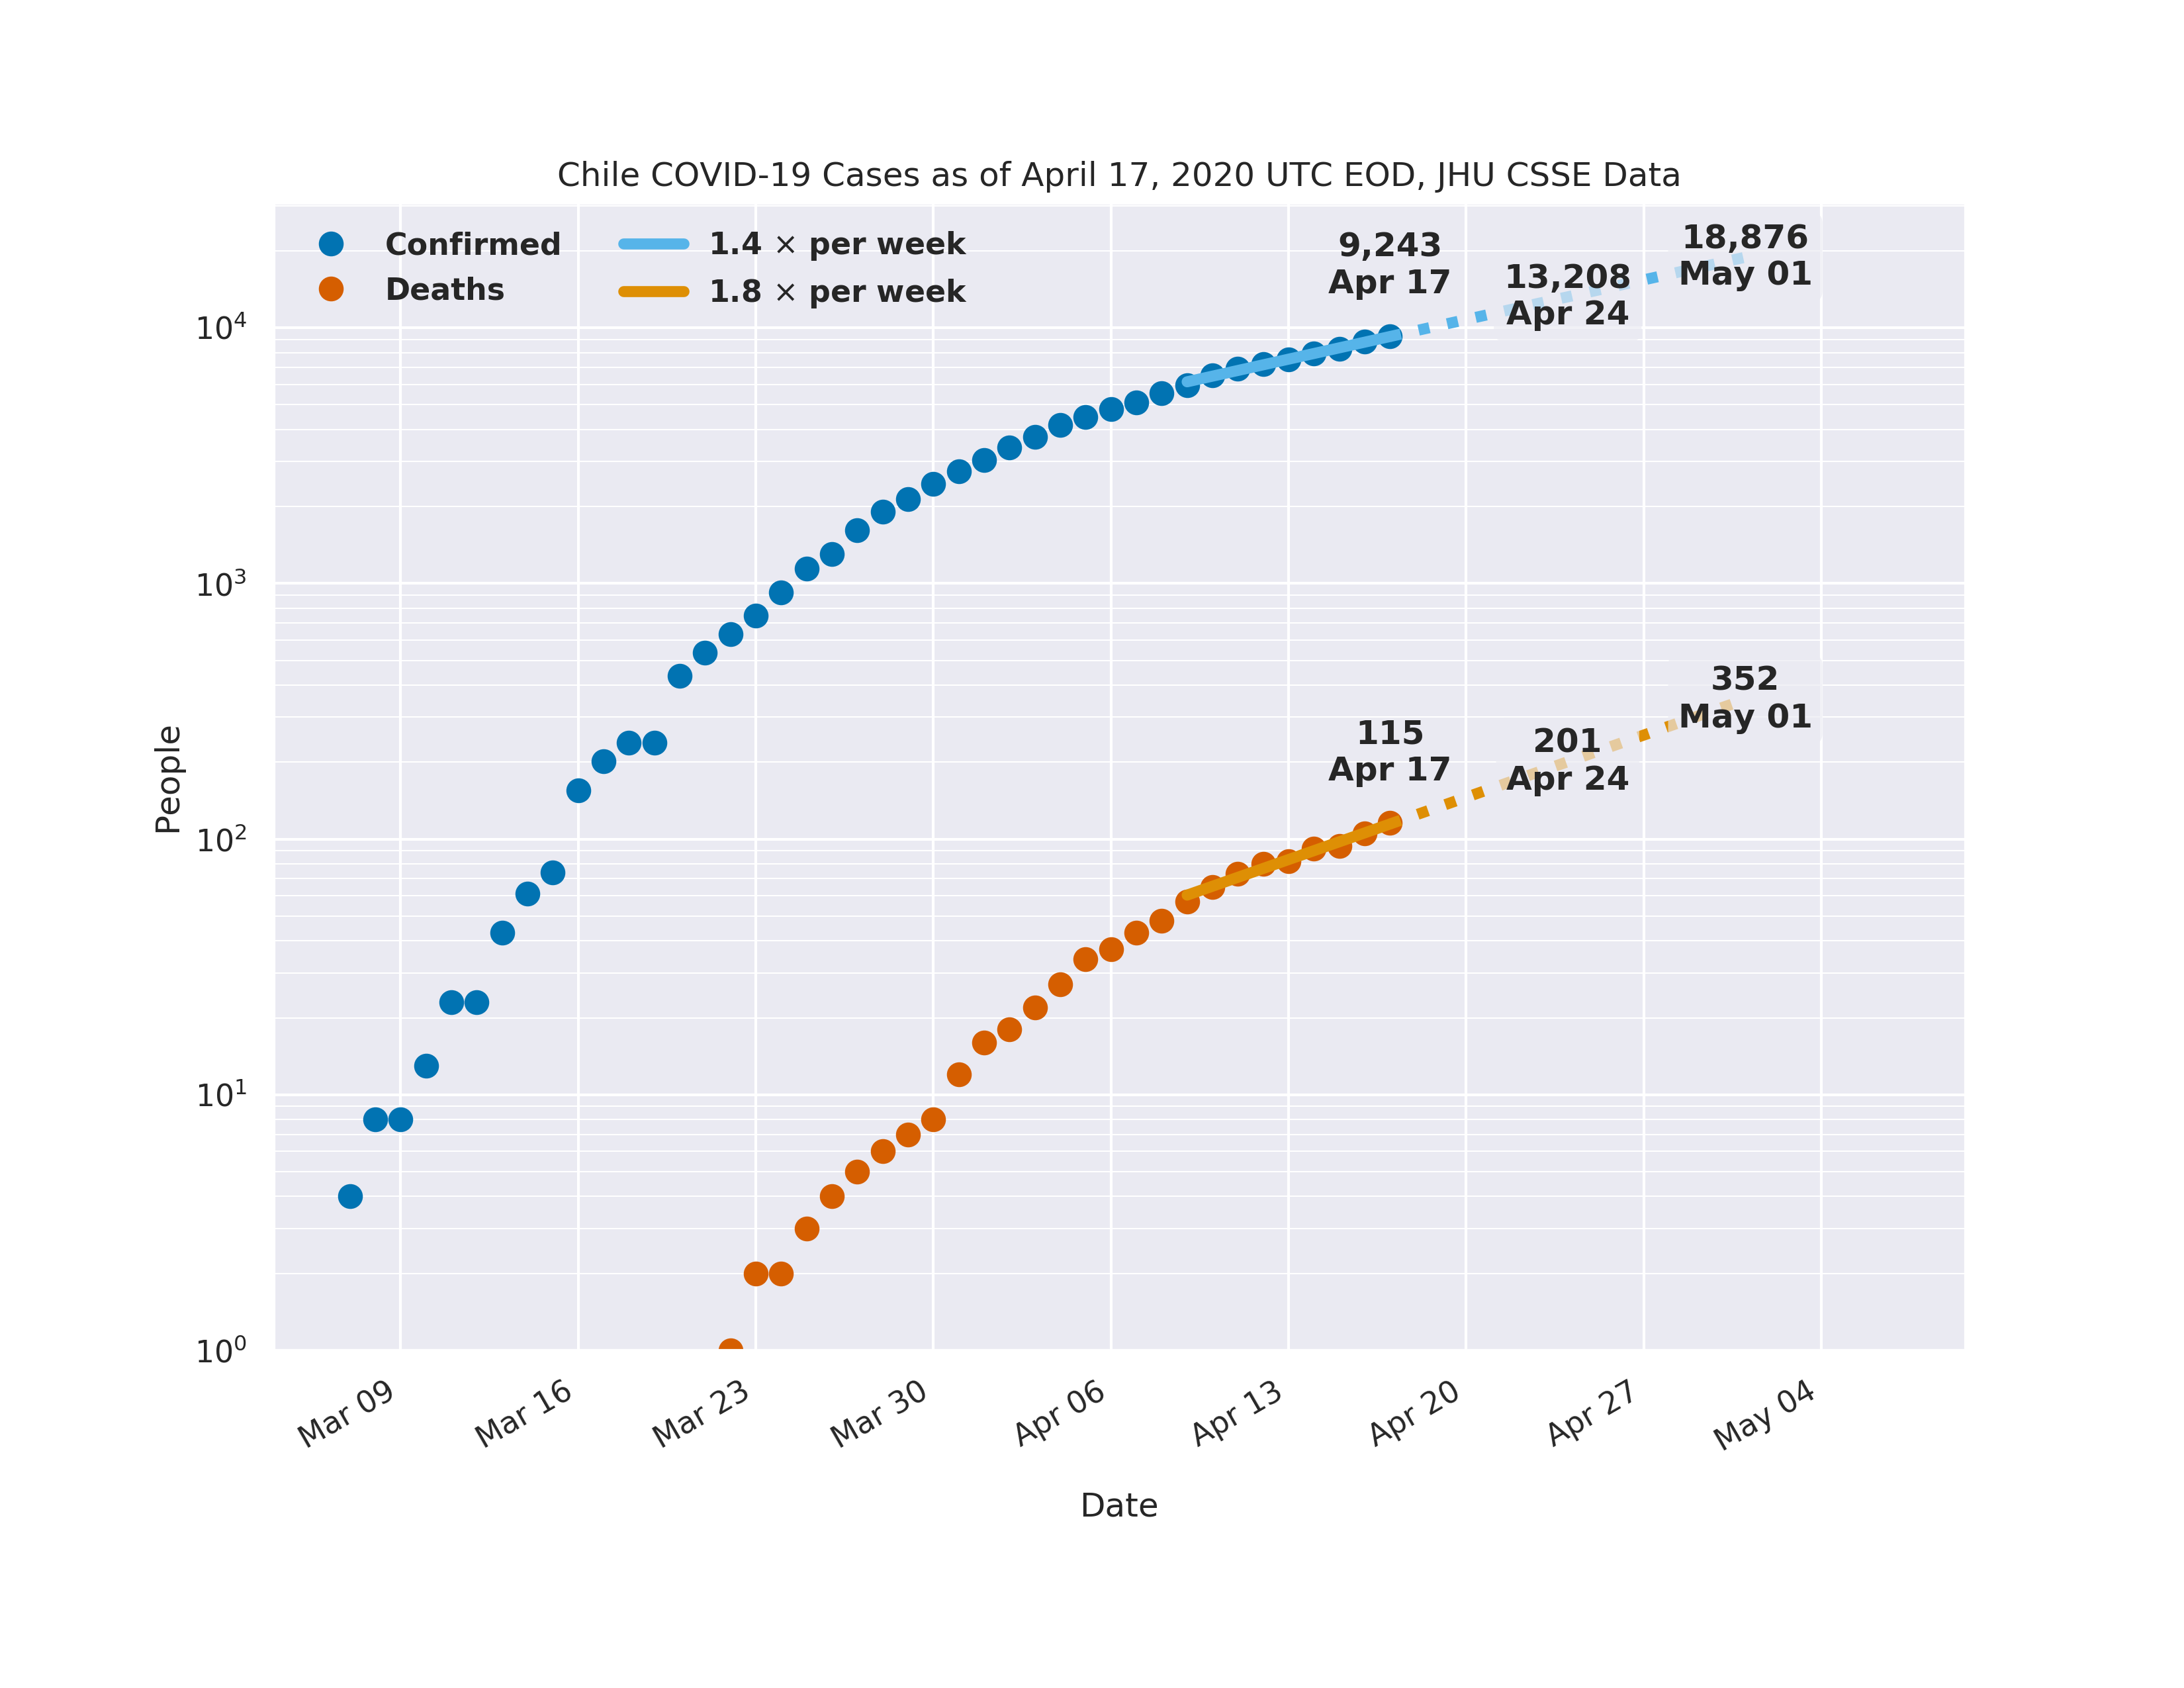 Chile COVID-19 Cases as of April 17, 2020 UTC EOD, JHU CSSE Data
Confirmed
Deaths
1.4 × per week
1.8 × per week
9,243
Apr 17
13,208
Apr 24
18,876
May 01
115
Apr 17
201
Apr 24
352
May 01
People
10⁴
10³
10²
10¹
10⁰
Mar 09
Mar 16
Mar 23
Mar 30
Apr 06
Apr 13
Apr 20
Apr 27
May 04
Date